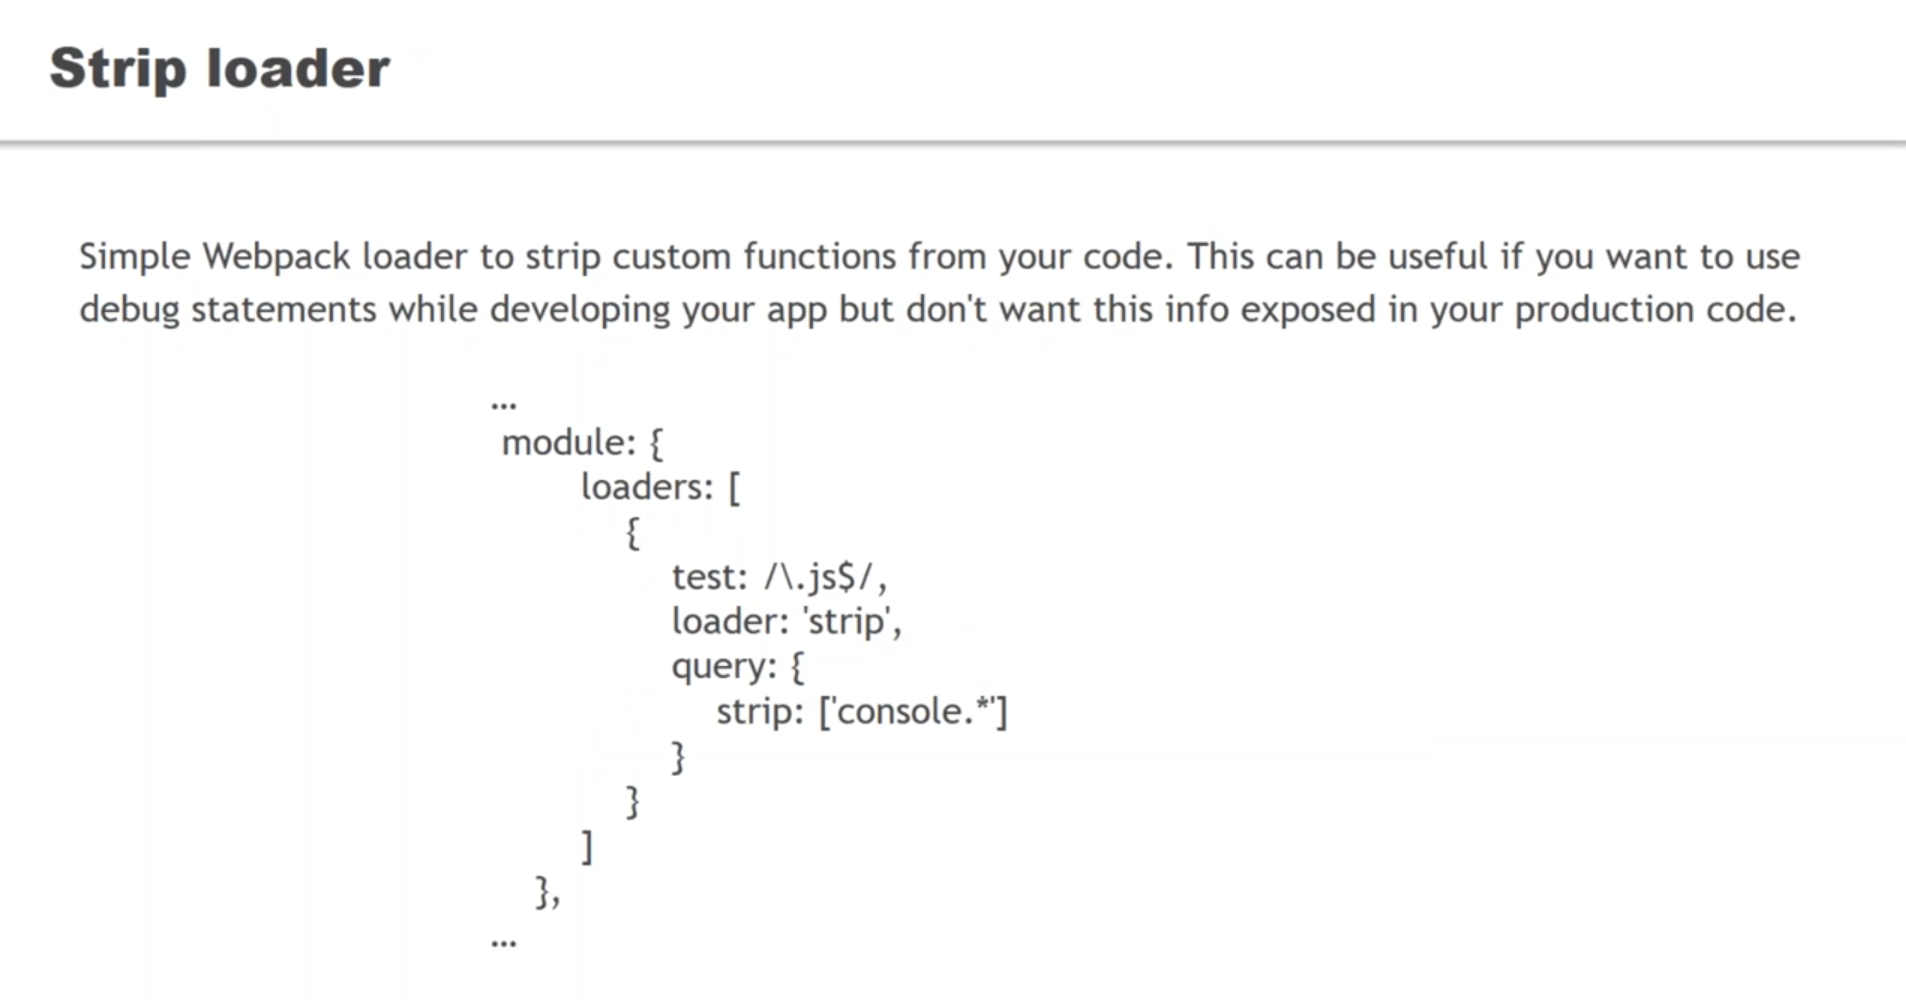 Strip loader
Simple Webpack loader to strip custom functions from your code. This can be useful if you want to use
debug statements while developing your app but don't want this info exposed in your production code.
...
module: {
loaders: [
{
test: /\.js$/,
loader: 'strip',
query: {
strip: ['console.*']
}
}
]
},
...